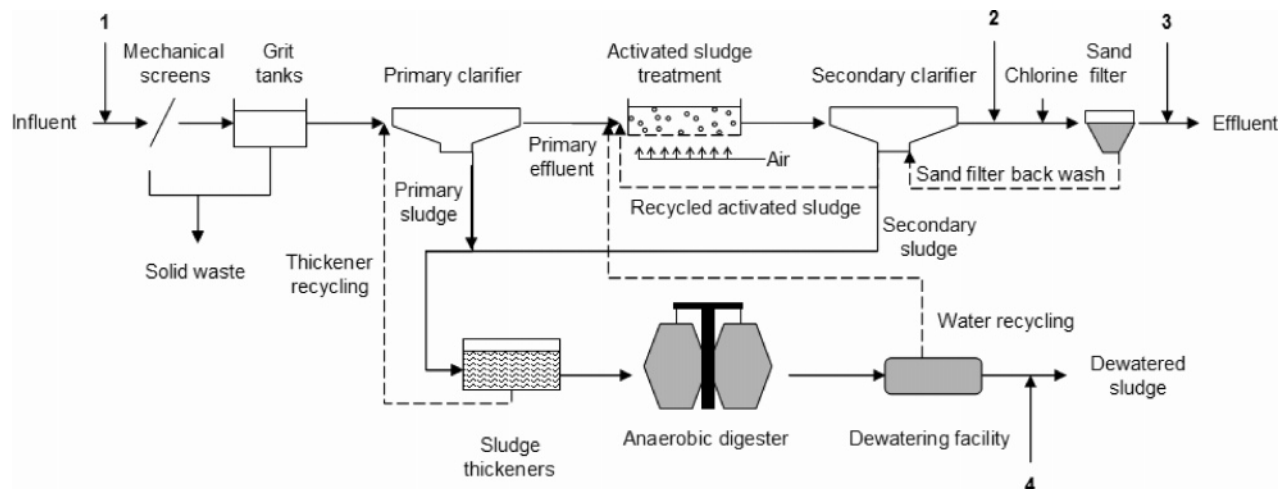 1
2
3
Mechanical
screens
Grit
tanks
Primary clarifier
Activated sludge
treatment
Secondary clarifier
Chlorine
Sand
filter
Influent
Effluent
Primary
effluent
Air
Sand filter back wash
Primary
sludge
Recycled activated sludge
Secondary
sludge
Solid waste
Thickener
recycling
Water recycling
Dewatered
sludge
Sludge
thickeners
Anaerobic digester
Dewatering facility
4